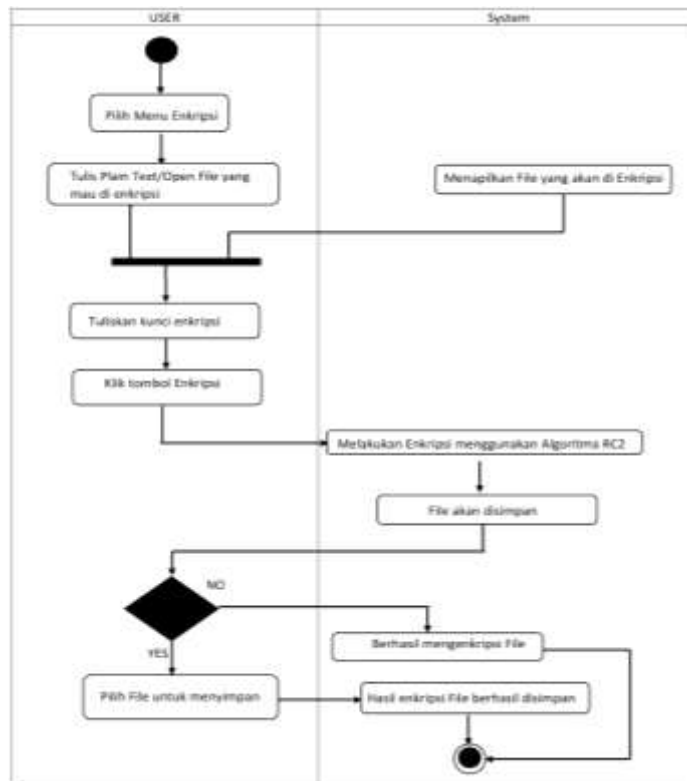 USER
System
Pilih Menu Enkripsi
Tulis Plam Text/Open File yang
mau di enkripsi
Menapilkan File yang akan di Enkripsi
Tuliskan kunci enkripsi
Klik tombol Enkripsi
Melakukan Enkripsi menggunakan Algoritma RC2
File akan disimpan
NO
Berhasil mengenkripsi File
YES
Pilih File untuk menyimpan
Hasil enkripsi File berhasil disimpan